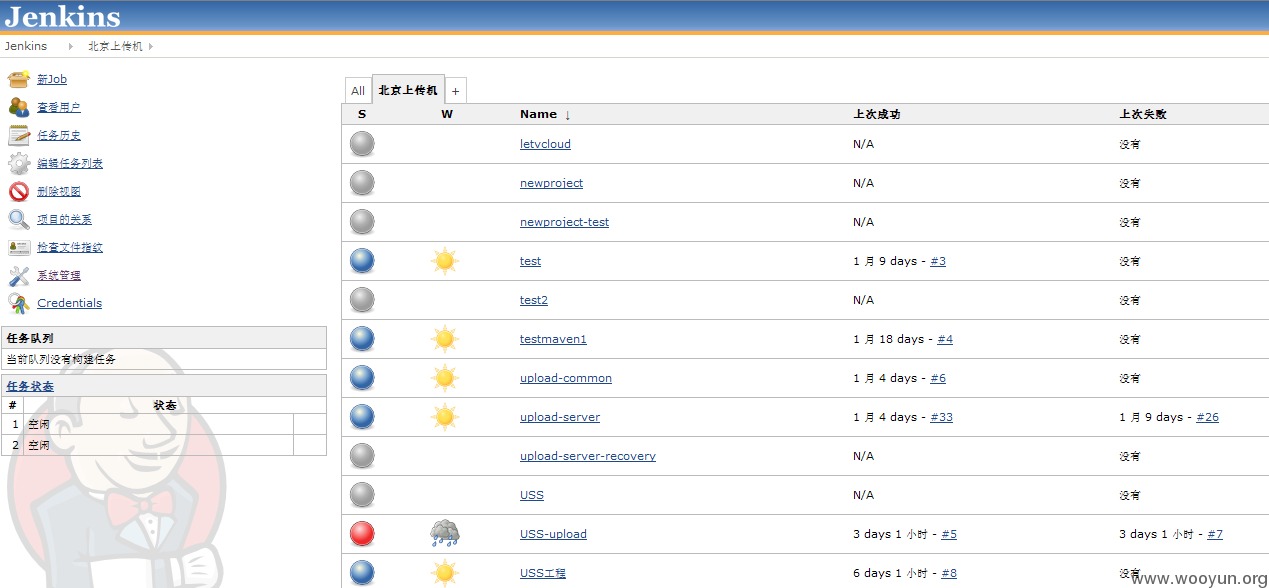 Jenkins
Jenkins 北京上传机
新Job
查看用户
任务历史
编辑任务列表
删除视图
项目的关系
检查文件指纹
系统管理
Credentials
任务队列
当前队列没有构建任务
任务状态
# 状态
1 空闲
2 空闲
All 北京上传机 +
S W Name ↓ 上次成功 上次失败
letvcloud N/A 没有
newproject N/A 没有
newproject-test N/A 没有
test 1 月 9 days - #3 没有
test2 N/A 没有
testmaven1 1 月 18 days - #4 没有
upload-common 1 月 4 days - #6 没有
upload-server 1 月 4 days - #33 1 月 9 days - #26
upload-server-recovery N/A 没有
USS N/A 没有
USS-upload 3 days 1 小时 - #5 3 days 1 小时 - #7
USS工程 6 days 1 小时 - #8 没有
www.wooyun.org